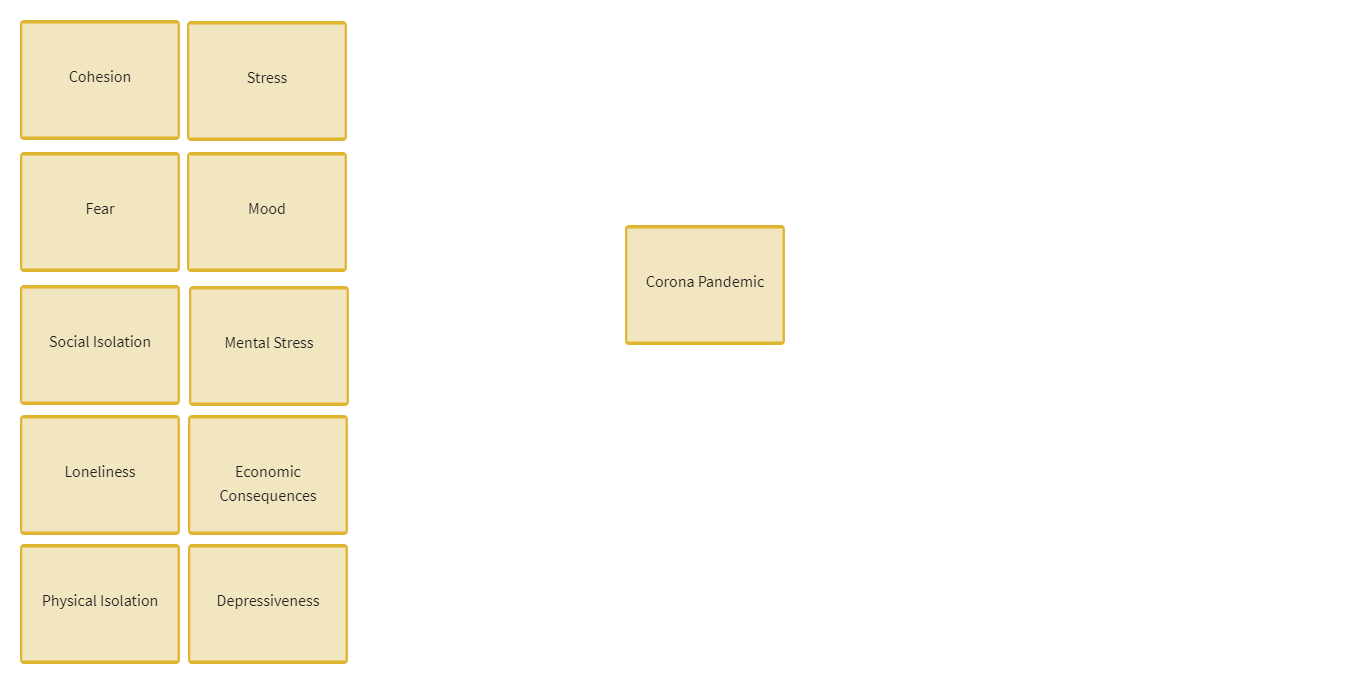 Cohesion
Stress
Fear
Mood
Corona Pandemic
Social Isolation
Mental Stress
Loneliness
Economic
Consequences
Physical Isolation
Depressiveness